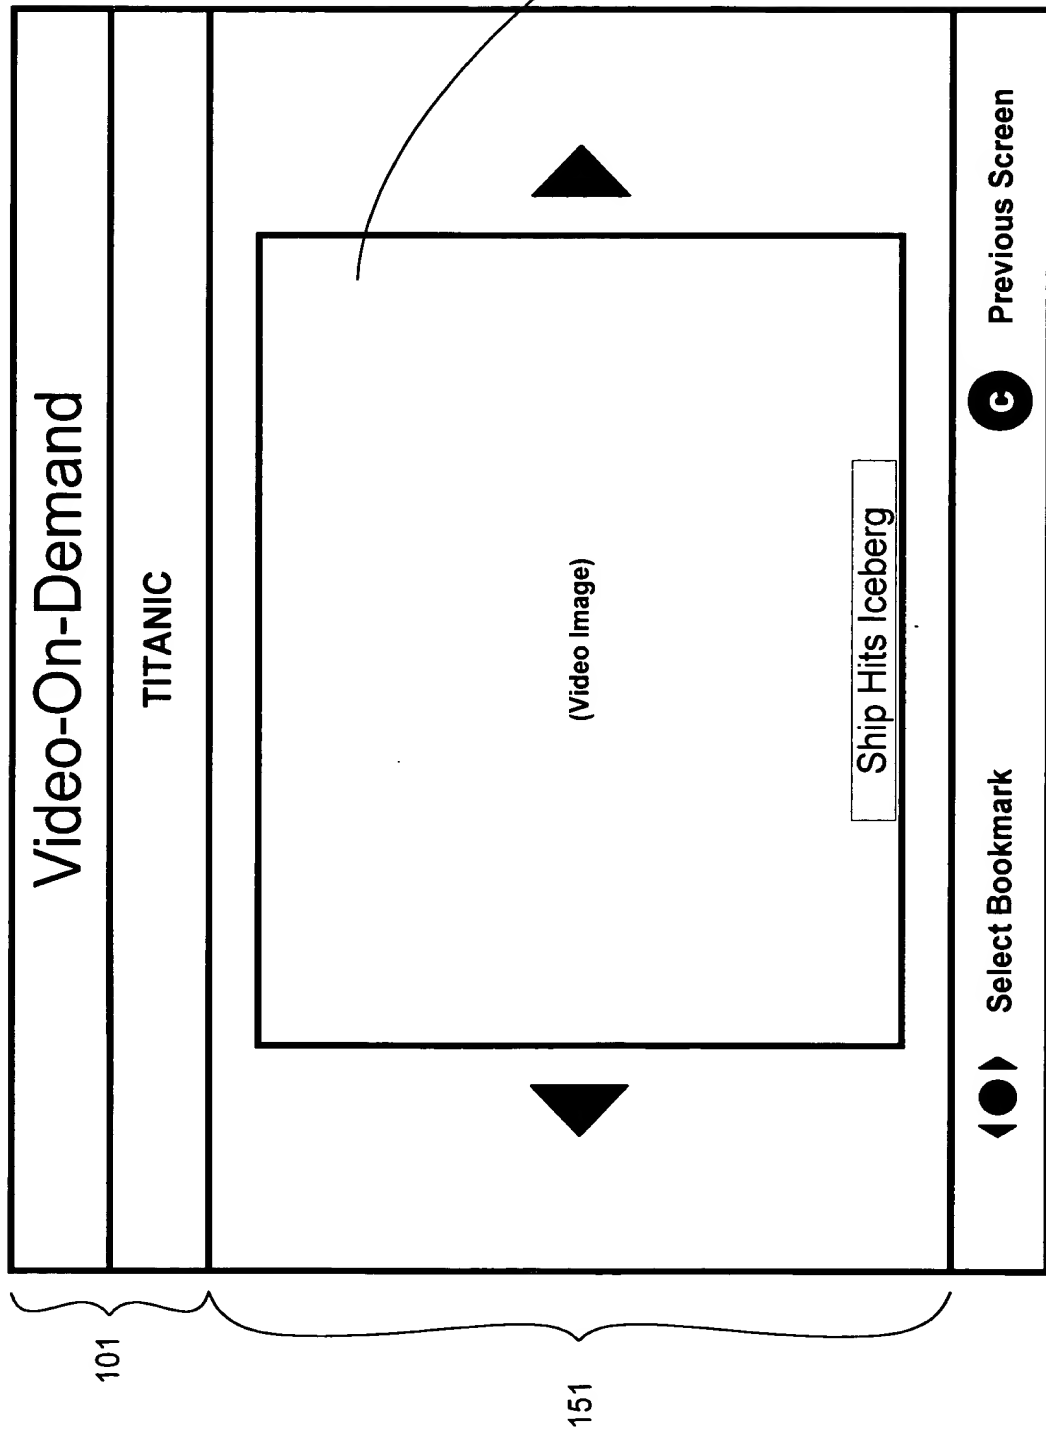 Video-On-Demand
TITANIC
(Video Image)
Ship Hits Iceberg
Select Bookmark
C Previous Screen
101
151